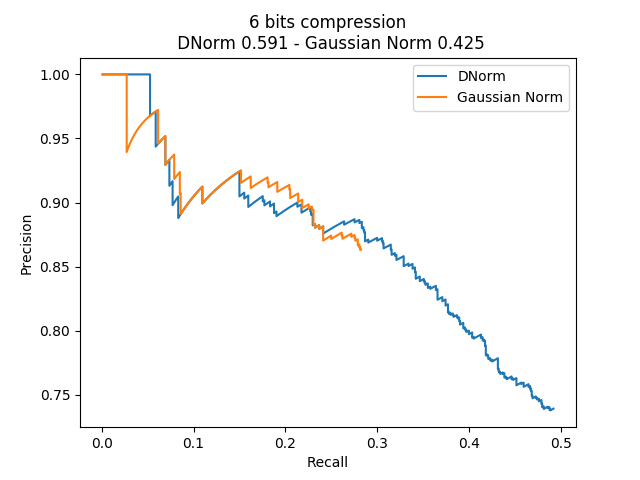 6 bits compression
DNorm 0.591 - Gaussian Norm 0.425
DNorm
Gaussian Norm
1.00
0.95
0.90
0.85
0.80
0.75
Precision
0.0 0.1 0.2 0.3 0.4 0.5
Recall